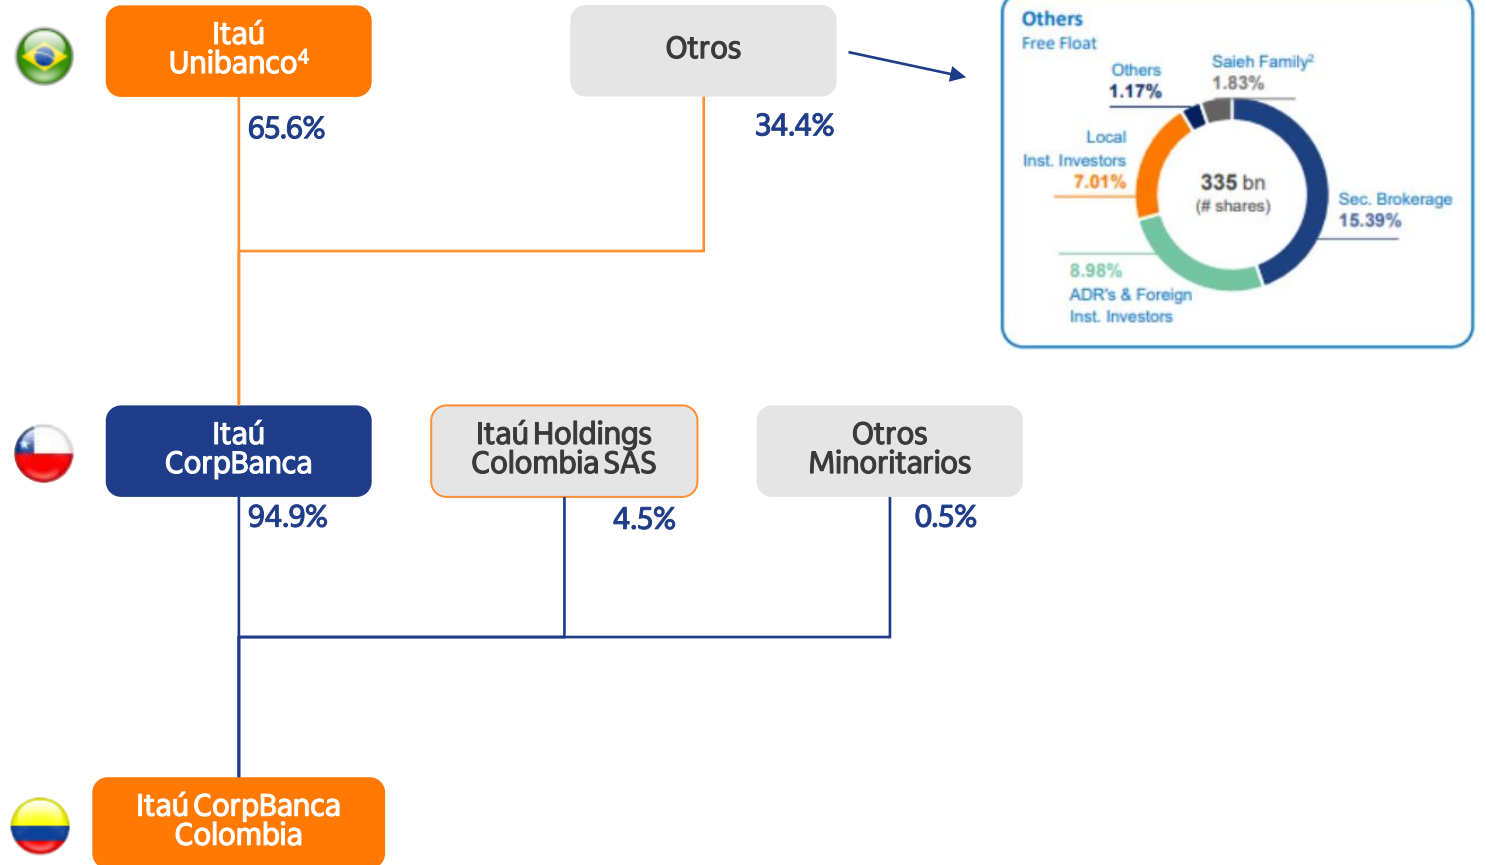 Itaú
Unibanco⁴
65.6%
Otros
34.4%
Others
Free Float
Others
1.17%
Saieh Family²
1.83%
Local
Inst. Investors
7.01%
335 bn
(# shares)
Sec. Brokerage
15.39%
8.98%
ADR's & Foreign
Inst. Investors
Itaú
CorpBanca
94.9%
Itaú Holdings
Colombia SAS
4.5%
Otros
Minoritarios
0.5%
Itaú CorpBanca
Colombia